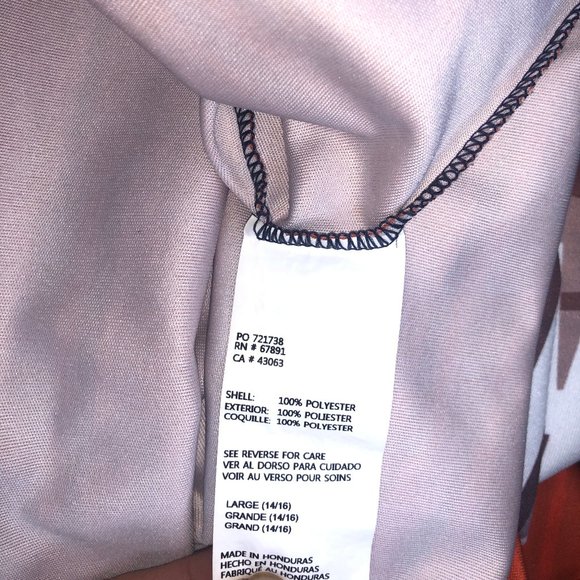 PO 721738
RN # 67891
CA # 43063
SHELL: 100% POLYESTER
EXTERIOR: 100% POLIESTER
COQUILLE: 100% POLYESTER
SEE REVERSE FOR CARE
VER AL DORSO PARA CUIDADO
VOIR AU VERSO POUR SOINS
LARGE (14/16)
GRANDE (14/16)
GRAND (14/16)
MADE IN HONDURAS
HECHO EN HONDURAS
FABRIQUÉ AU HONDURAS